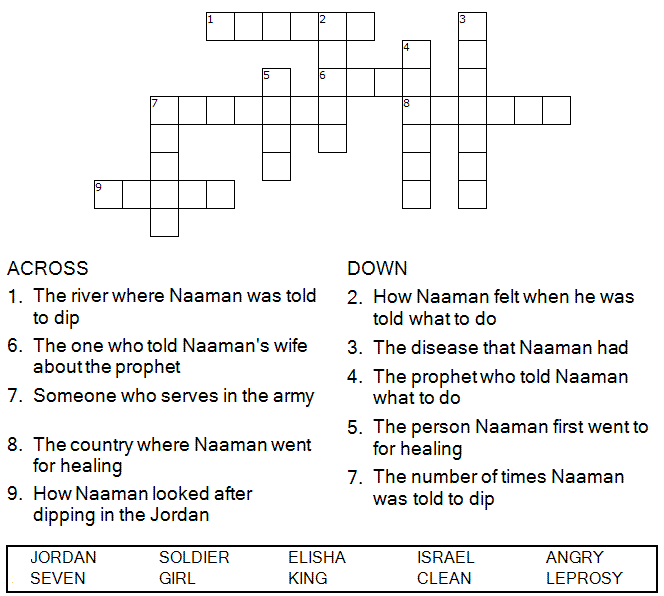 1 2 3
4
5 6
7 8
9
ACROSS
1. The river where Naaman was told
to dip
6. The one who told Naaman's wife
about the prophet
7. Someone who serves in the army
8. The country where Naaman went
for healing
9. How Naaman looked after
dipping in the Jordan
DOWN
2. How Naaman felt when he was
told what to do
3. The disease that Naaman had
4. The prophet who told Naaman
what to do
5. The person Naaman first went to
for healing
7. The number of times Naaman
was told to dip
JORDAN SOLDIER ELISHA ISRAEL ANGRY
SEVEN GIRL KING CLEAN LEPROSY